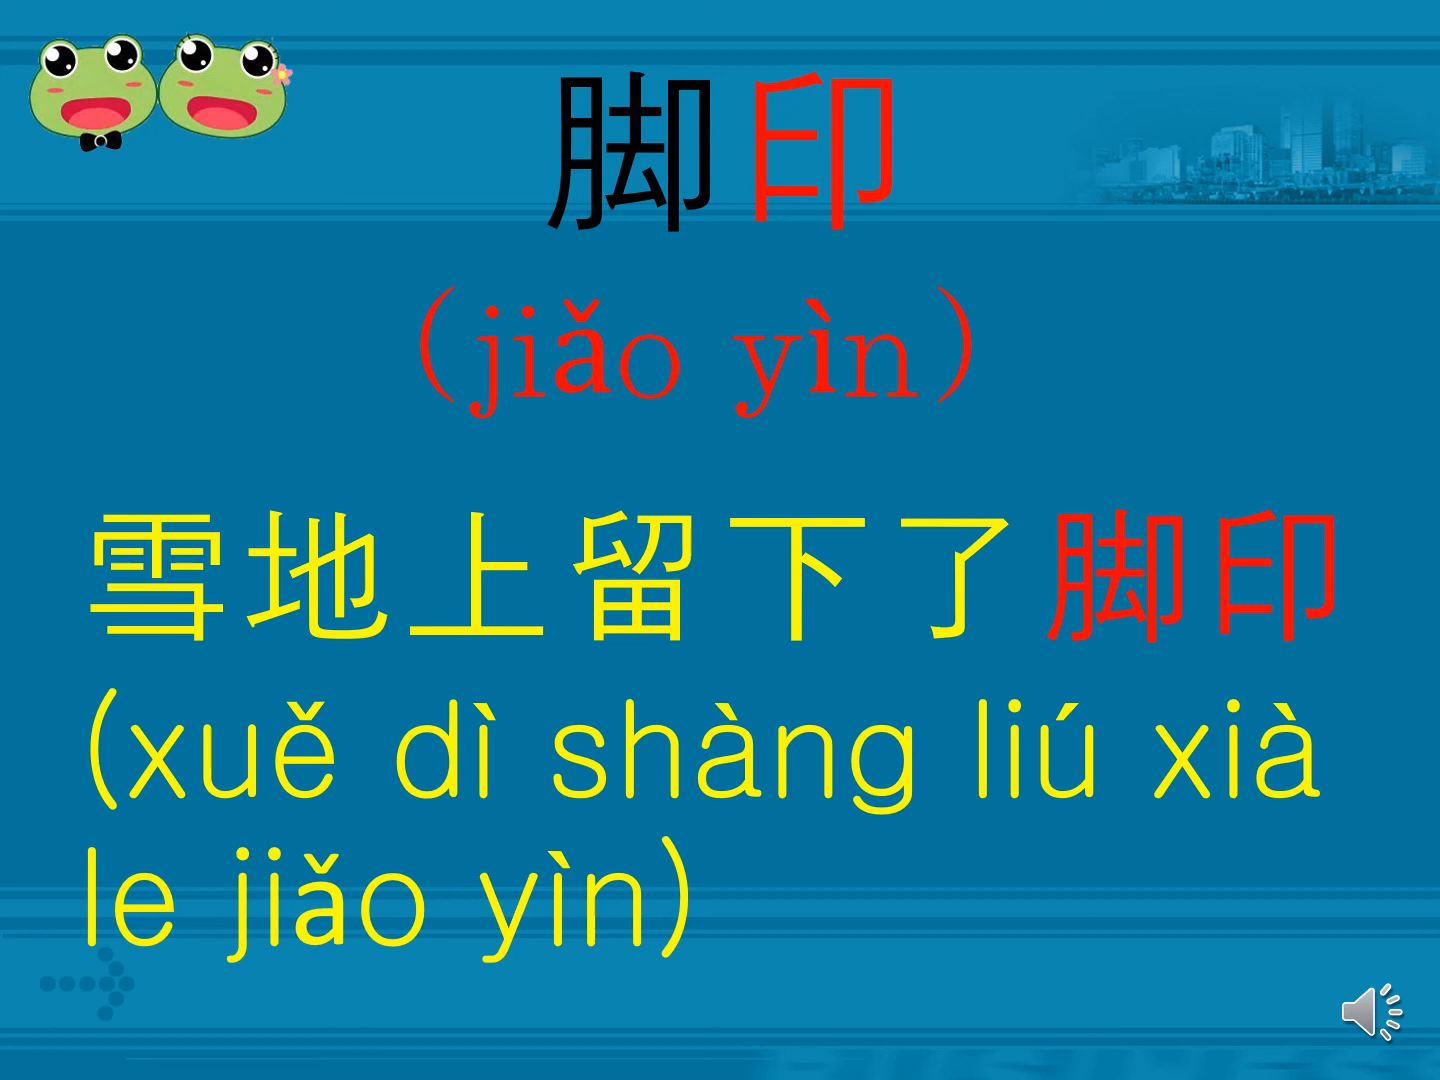 脚印
（jiǎo yìn）
雪地上留下了脚印
(xuě dì shàng liú xià
le jiǎo yìn)